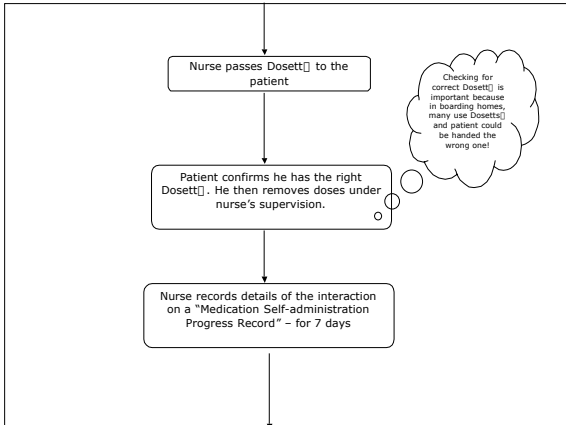 Nurse passes Dosett▯ to the
patient
Checking for
correct Dosett▯ is
important because
in boarding homes,
many use Dosetts▯
and patient could
be handed the
wrong one!
Patient confirms he has the right
Dosett▯. He then removes doses under
nurse’s supervision.
Nurse records details of the interaction
on a “Medication Self-administration
Progress Record” – for 7 days